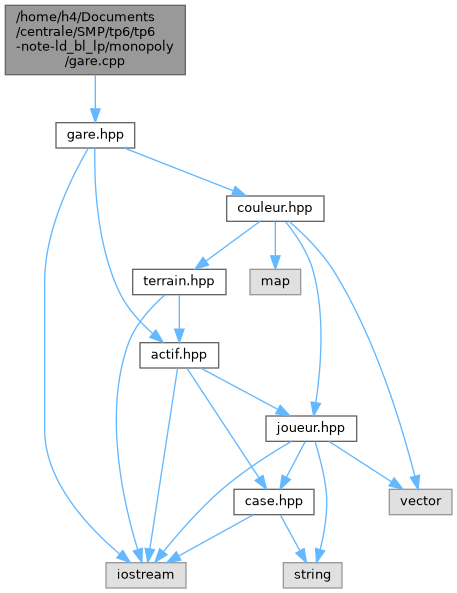 /home/h4/Documents
/centrale/SMP/tp6/tp6
-note-ld_bl_lp/monopoly
/gare.cpp
gare.hpp
couleur.hpp
terrain.hpp
map
actif.hpp
joueur.hpp
case.hpp
vector
iostream
string